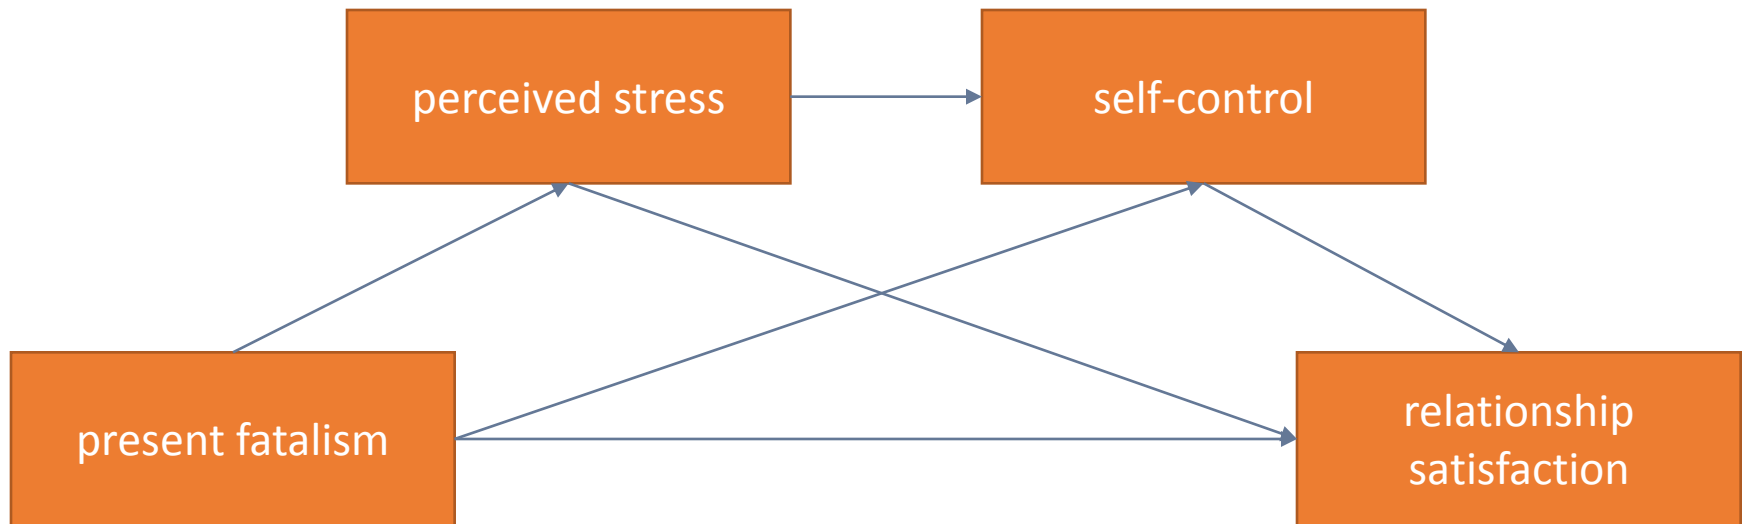 perceived stress
self-control
present fatalism
relationship
satisfaction